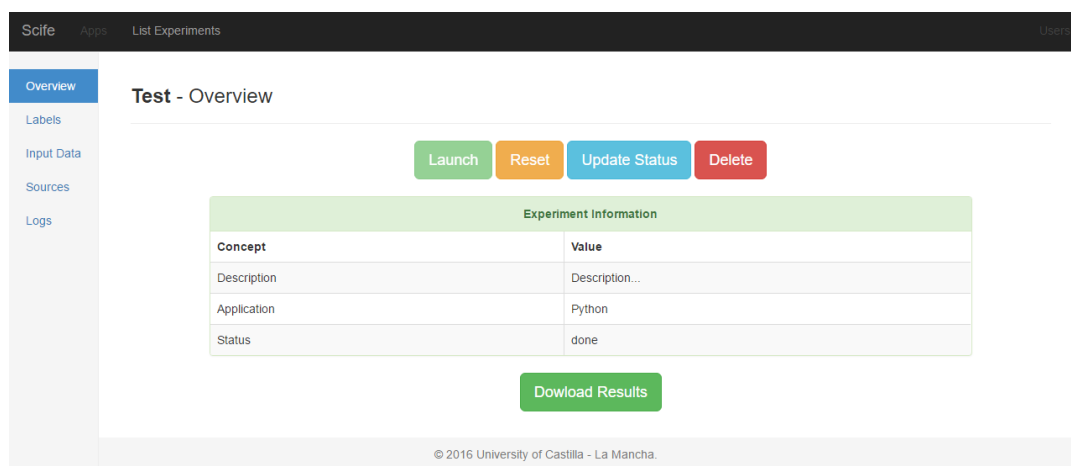 Scife Apps List Experiments Users
Overview
Labels
Input Data
Sources
Logs
Test - Overview
Launch Reset Update Status Delete
Experiment Information
Concept Value
Description Description...
Application Python
Status done
Dowload Results
© 2016 University of Castilla - La Mancha.